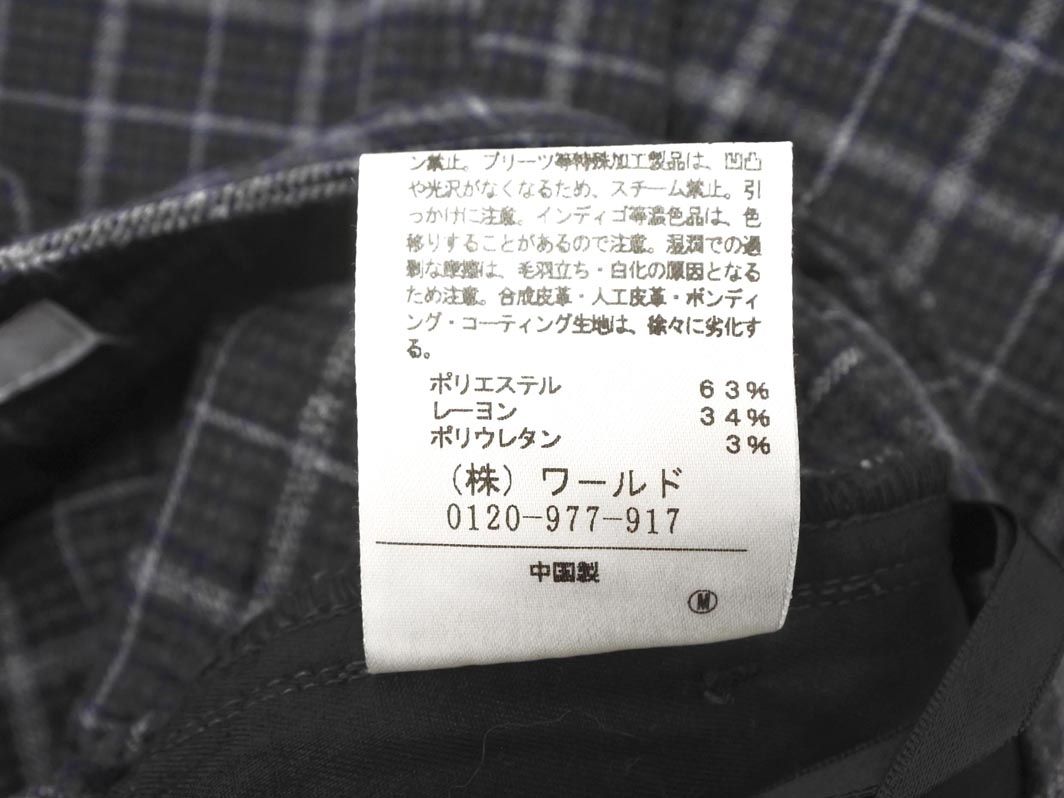 ン禁止。プリーツ等特殊加工製品は、凹凸
や光沢がなくなるため、スチーム禁止。引
っかけに注意。インディゴ等濃色品は、色
移りすることがあるので注意。湿潤での過
剰な摩擦は、毛羽立ち・白化の原因となる
ため注意。合成皮革・人工皮革・ボンディ
ング・コーティング生地は、徐々に劣化す
る。
ポリエステル 63%
レーヨン 34%
ポリウレタン 3%
(株) ワールド
0120-977-917
中国製
Ⓜ